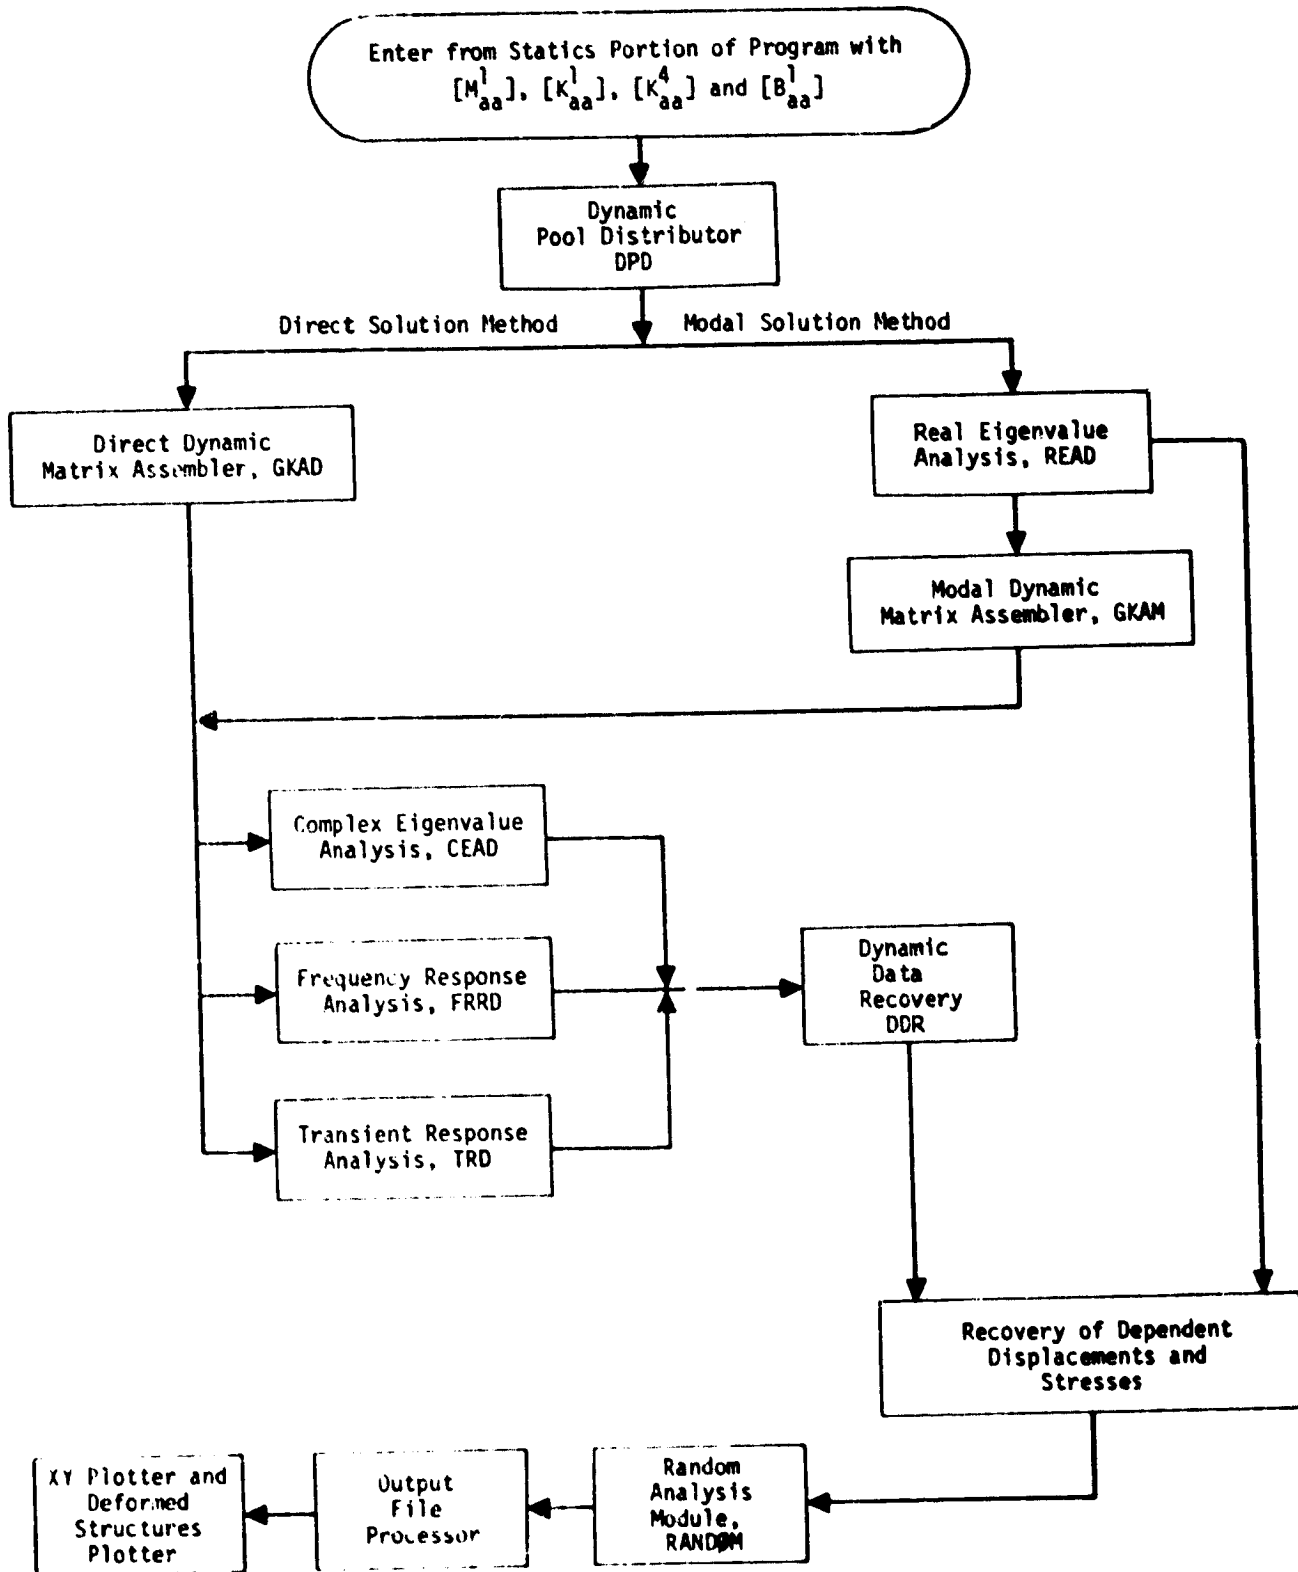 Enter from Statics Portion of Program with
[M¹aa], [K¹aa], [K⁴aa] and [B¹aa]
Dynamic
Pool Distributor
DPD
Direct Solution Method
Modal Solution Method
Direct Dynamic
Matrix Assembler, GKAD
Real Eigenvalue
Analysis, READ
Modal Dynamic
Matrix Assembler, GKAM
Complex Eigenvalue
Analysis, CEAD
Frequency Response
Analysis, FRRD
Dynamic
Data
Recovery
DDR
Transient Response
Analysis, TRD
Recovery of Dependent
Displacements and
Stresses
XY Plotter and
Deformed
Structures
Plotter
Output
File
Processor
Random
Analysis
Module,
RANDØM